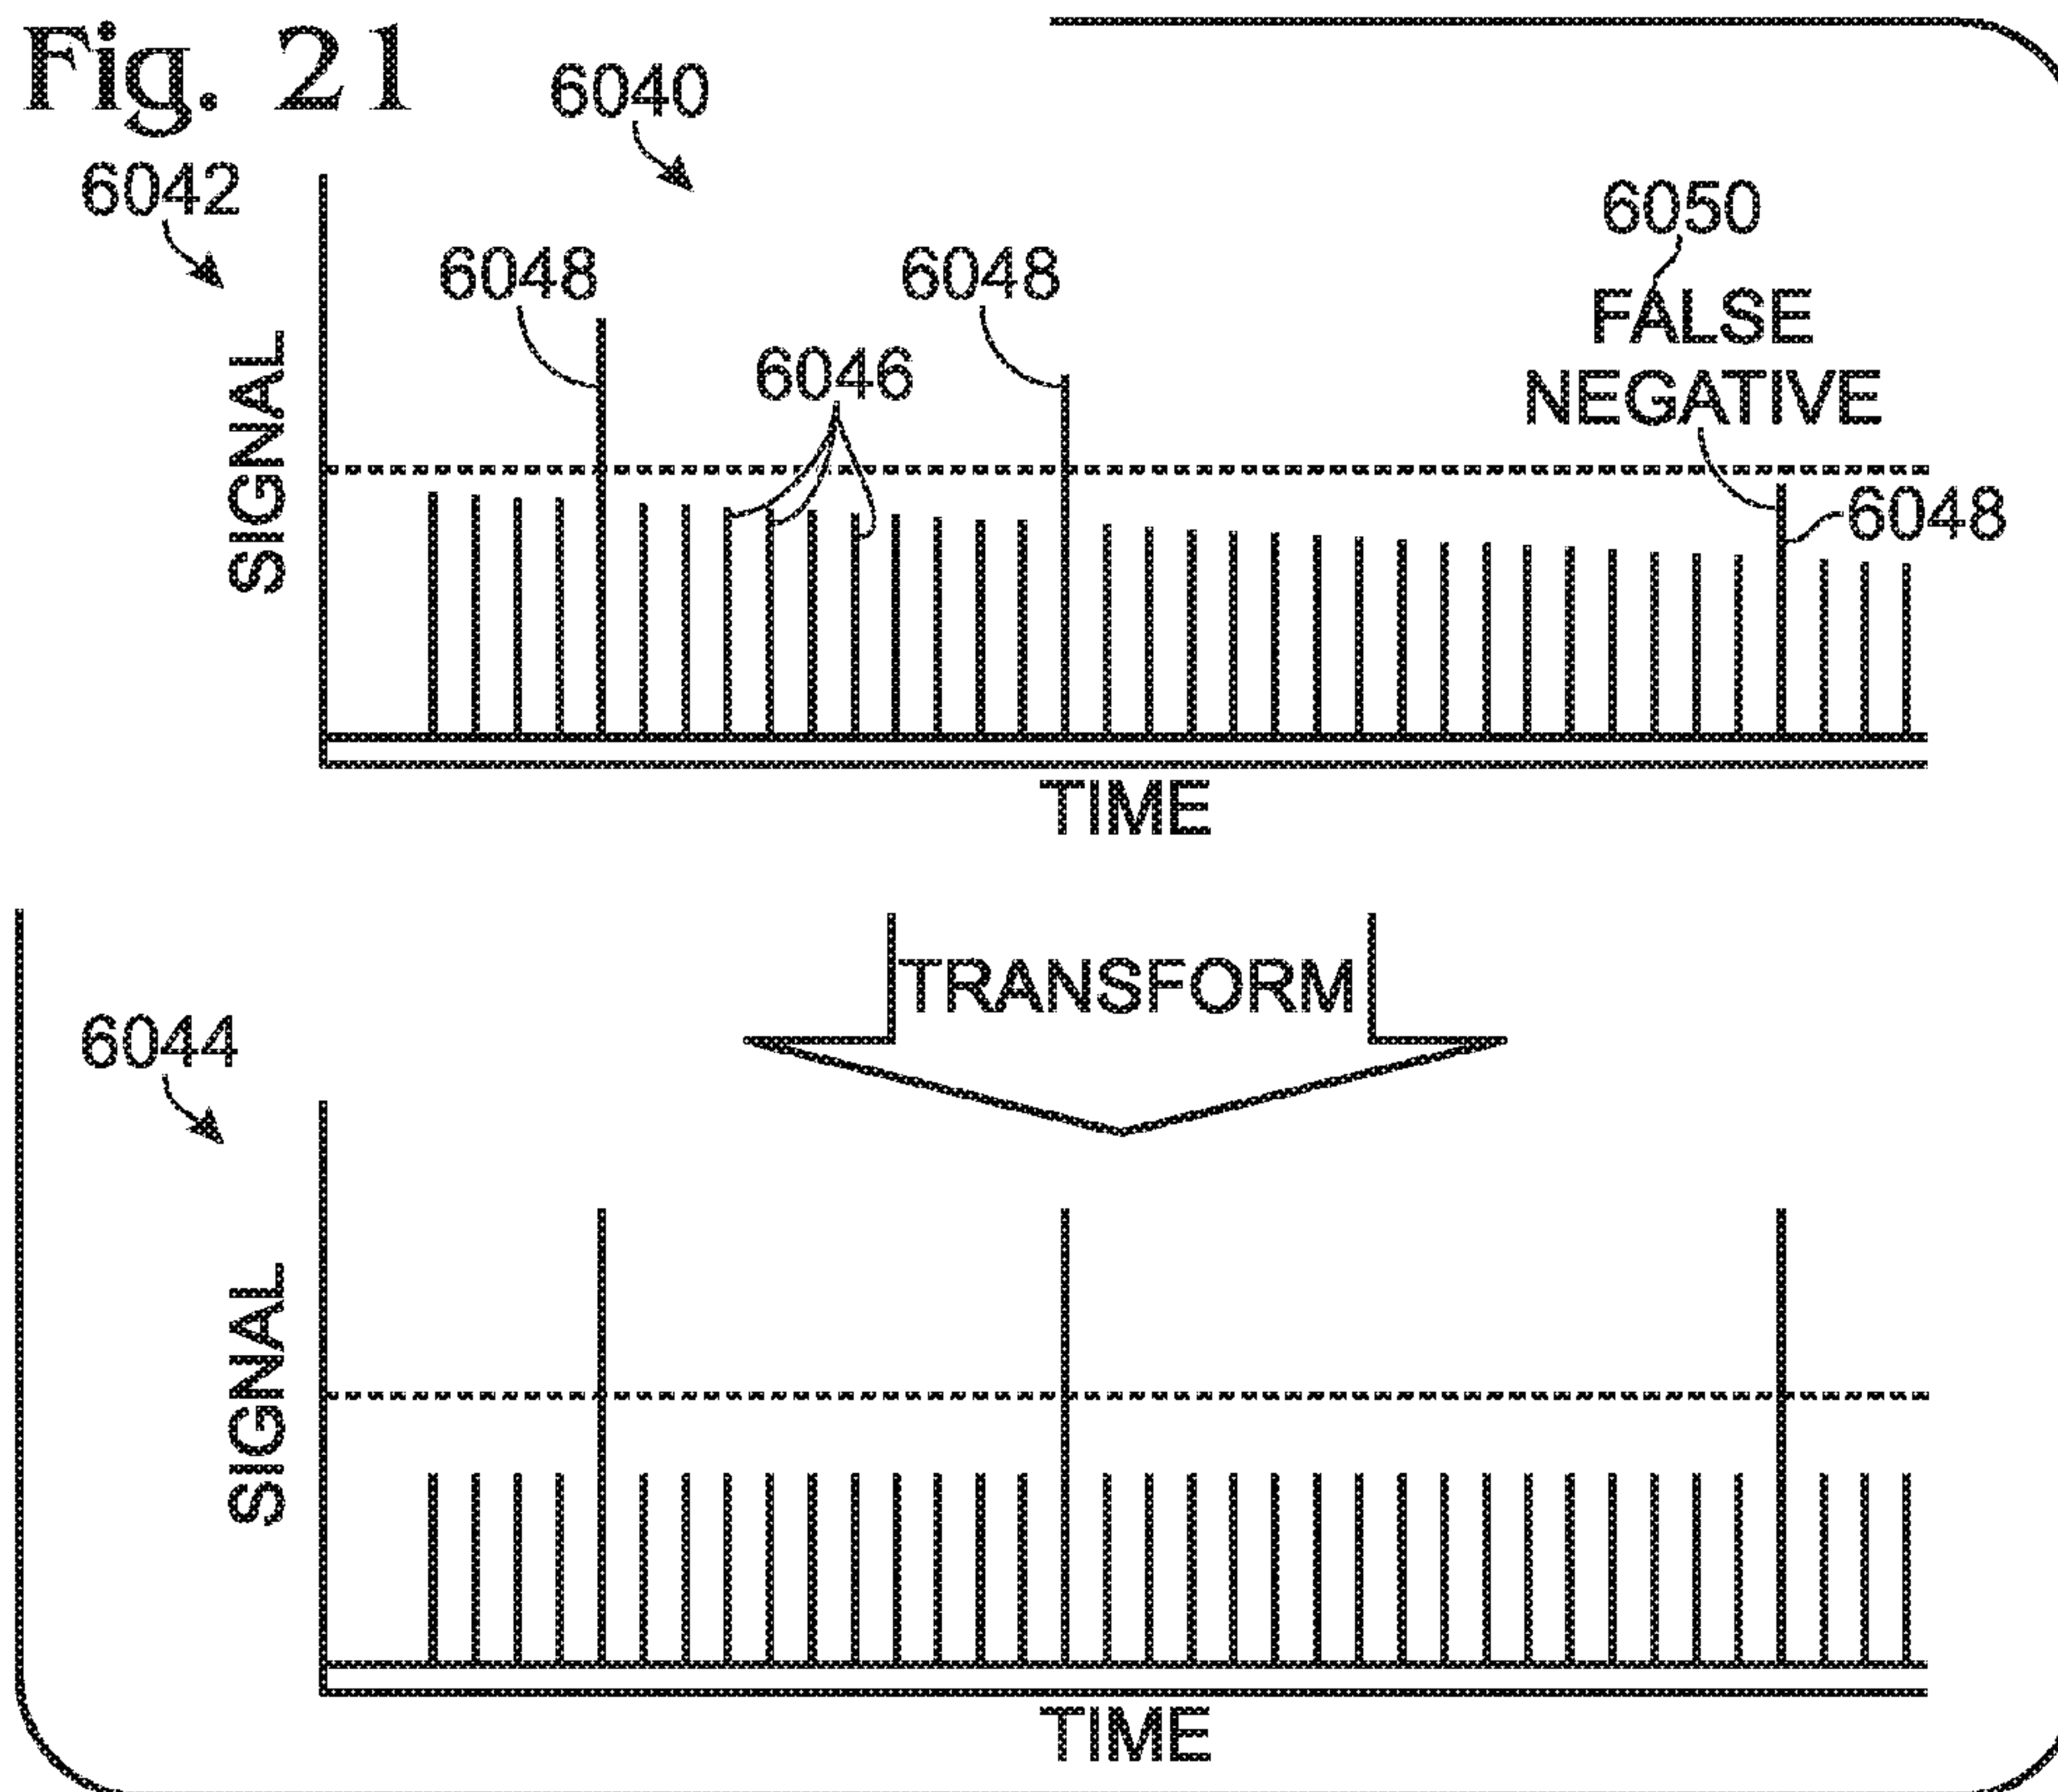 Fig. 21
6040
6042
6050
6048
6048
FALSE
NEGATIVE
6046
6048
SIGNAL
TIME
TRANSFORM
6044
SIGNAL
TIME